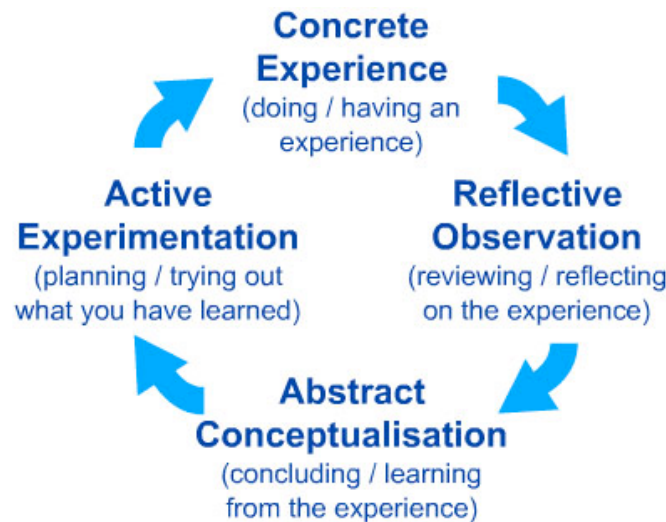 Concrete
Experience
(doing / having an
experience)
Reflective
Observation
(reviewing / reflecting
on the experience)
Abstract
Conceptualisation
(concluding / learning
from the experience)
Active
Experimentation
(planning / trying out
what you have learned)